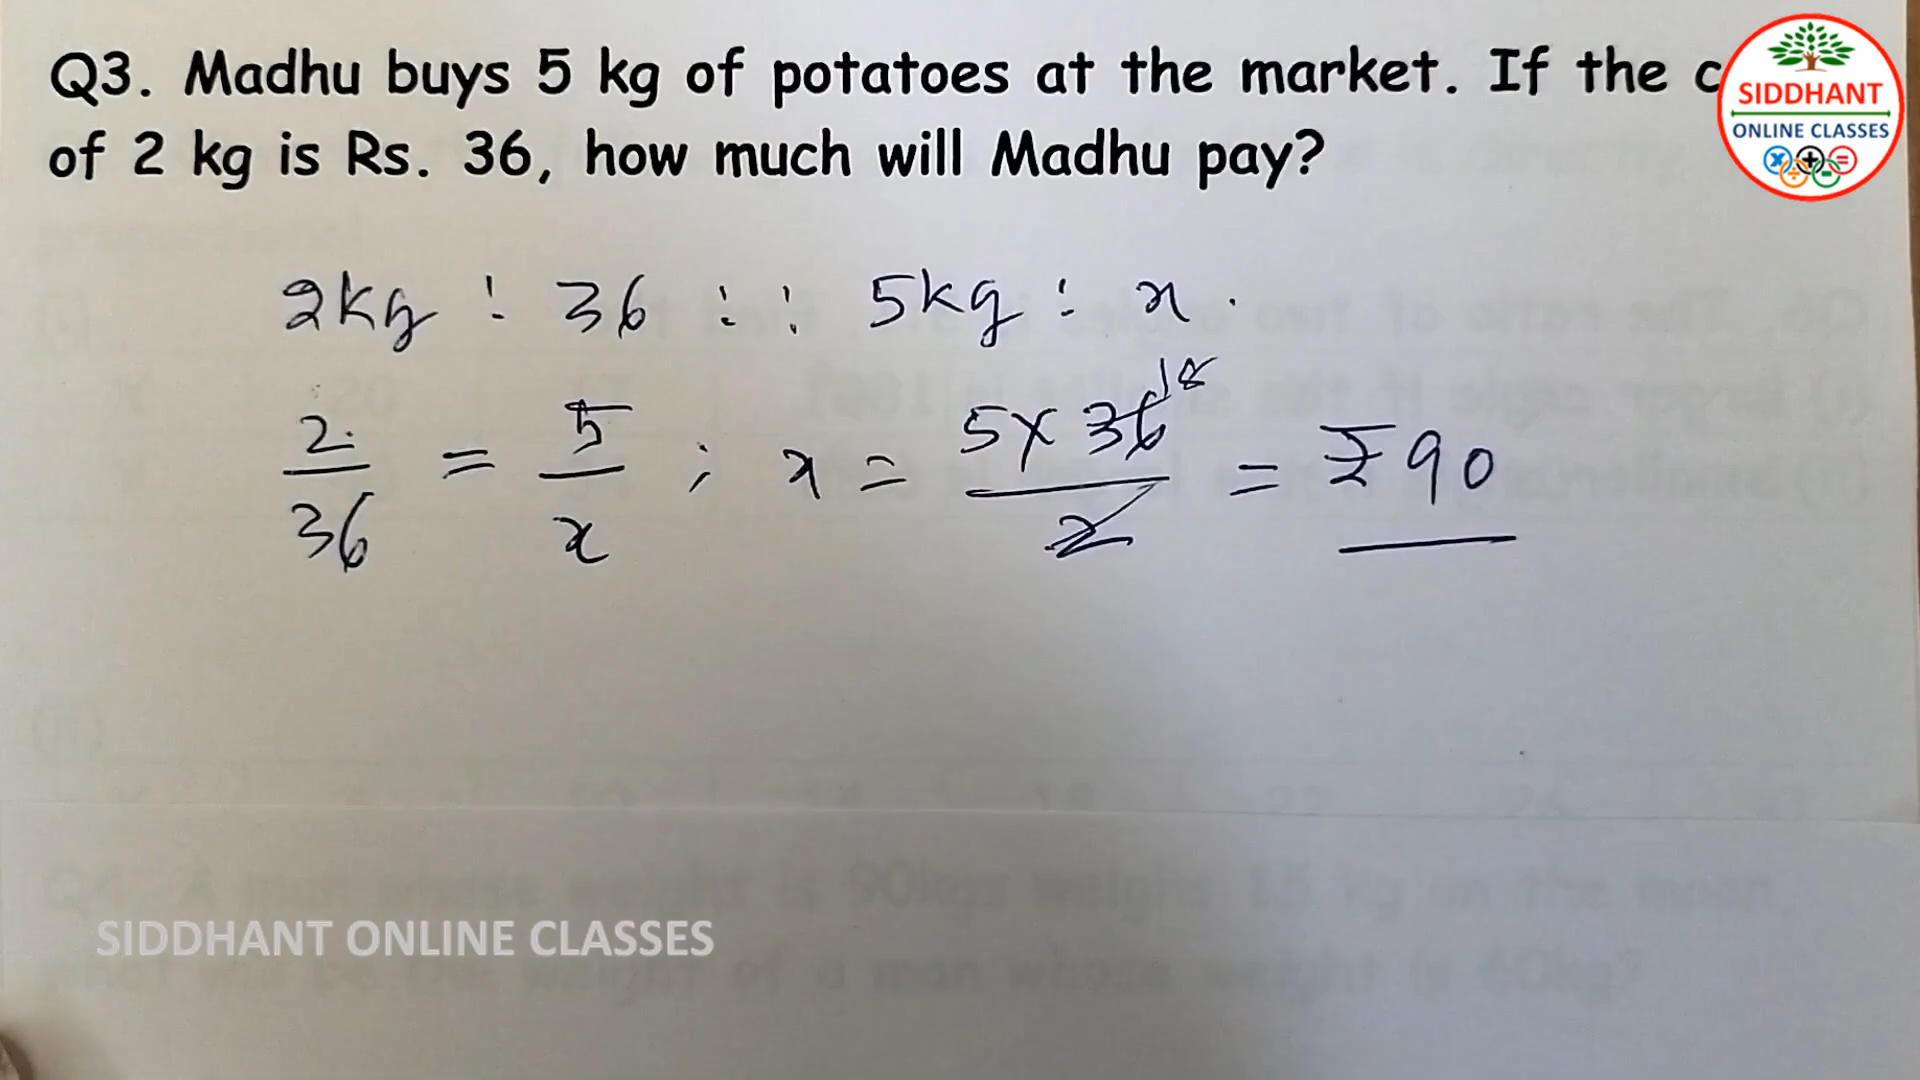 Q3. Madhu buys 5 kg of potatoes at the market. If the
of 2 kg is Rs. 36, how much will Madhu pay?
SIDDHANT
ONLINE CLASSES
2kg : 36 :: 5kg : x.
18
2/36 = 5/x ; x = 5 x 36/2 = ₹90
SIDDHANT ONLINE CLASSES